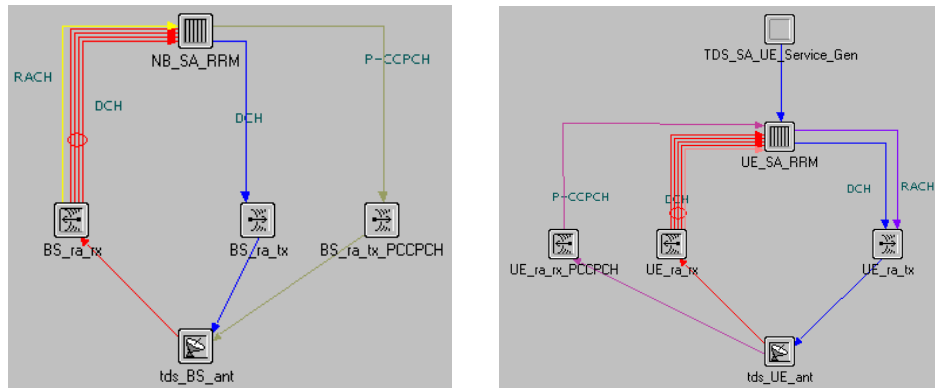 NB_SA_RRM
P-CCPCH
RACH
DCH
DCH
BS_ra_rx
BS_ra_tx
BS_ra_tx_PCCPCH
tds_BS_ant
TDS_SA_UE_Service_Gen
UE_SA_RRM
P-CCPCH
DCH
DCH
RACH
UE_ra_rx_PCCPCH
UE_ra_rx
UE_ra_tx
tds_UE_ant